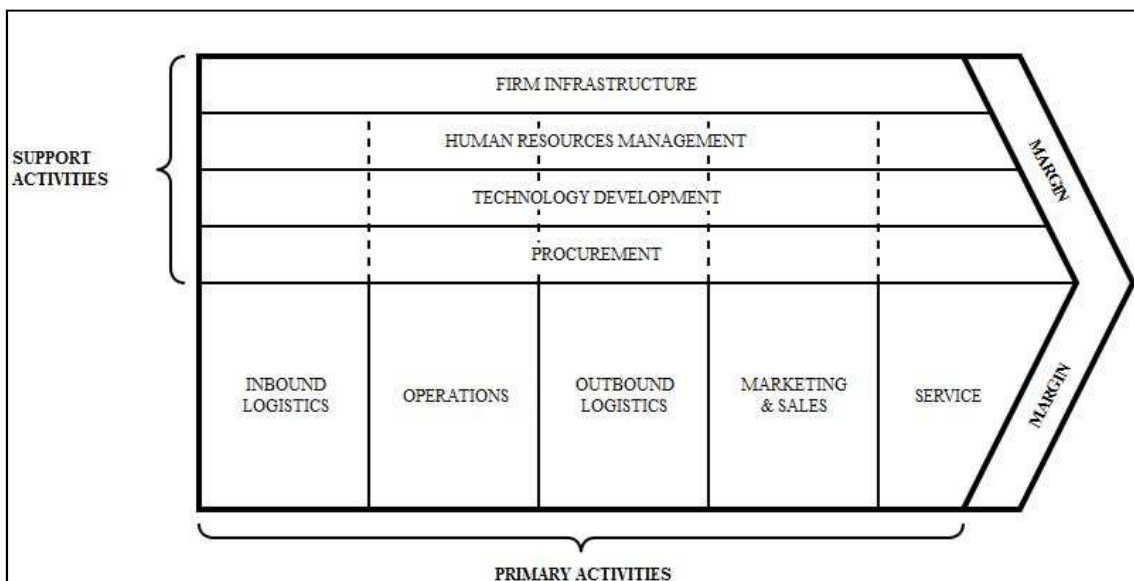 FIRM INFRASTRUCTURE
HUMAN RESOURCES MANAGEMENT
SUPPORT
ACTIVITIES
TECHNOLOGY DEVELOPMENT
PROCUREMENT
MARGIN
INBOUND
LOGISTICS
OPERATIONS
OUTBOUND
LOGISTICS
MARKETING
& SALES
SERVICE
MARGIN
PRIMARY ACTIVITIES